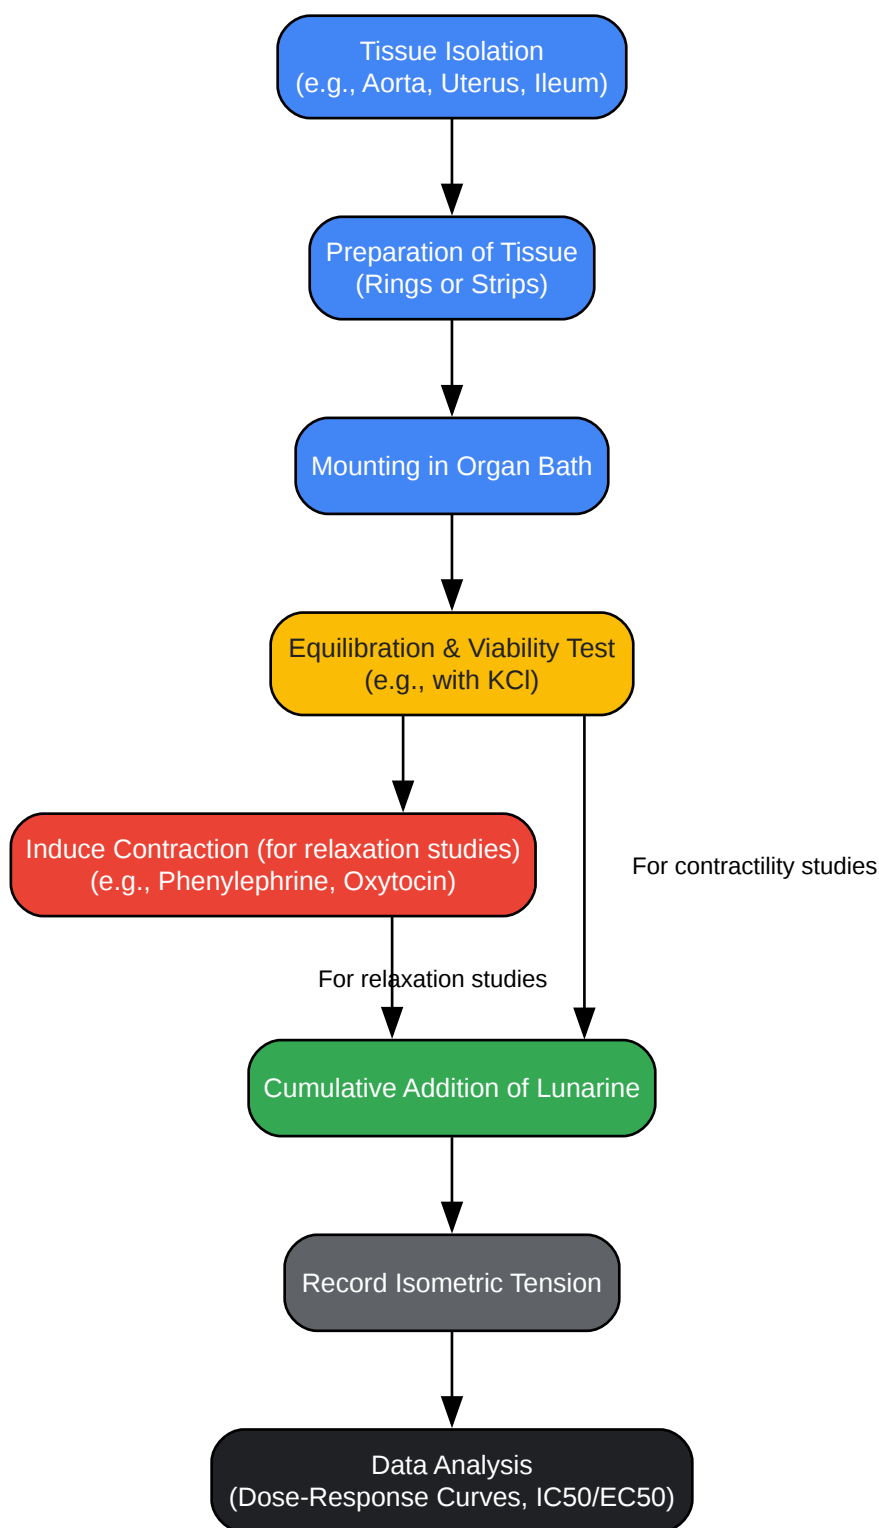 Tissue Isolation
(e.g., Aorta, Uterus, Ileum)
Preparation of Tissue
(Rings or Strips)
Mounting in Organ Bath
Equilibration & Viability Test
(e.g., with KCl)
Induce Contraction (for relaxation studies)
(e.g., Phenylephrine, Oxytocin)
For contractility studies
For relaxation studies
Cumulative Addition of Lunarine
Record Isometric Tension
Data Analysis
(Dose-Response Curves, IC50/EC50)